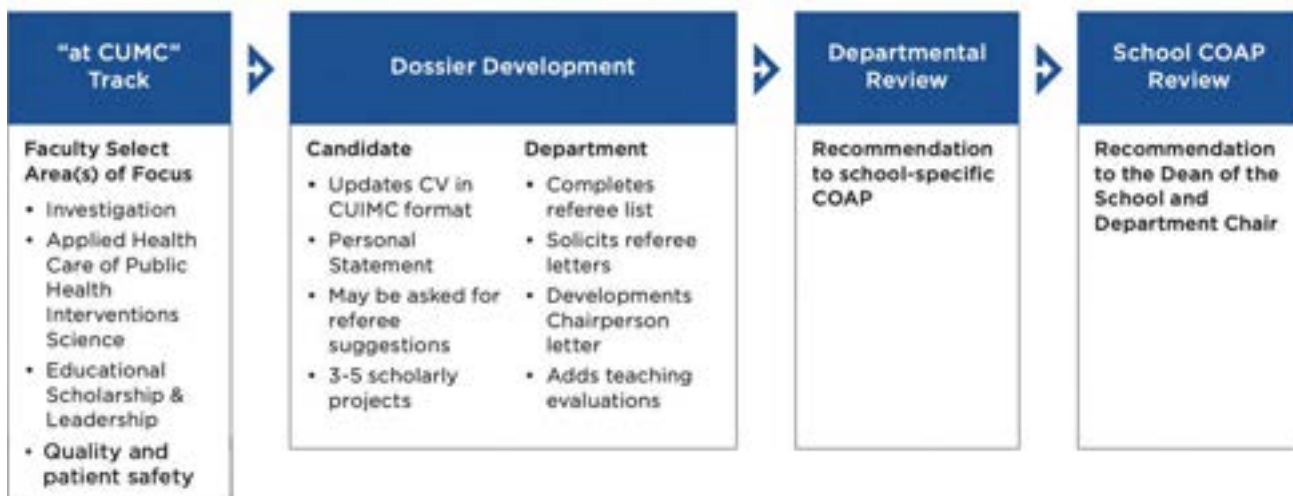 "at CUMC"
Track
Faculty Select
Area(s) of Focus
• Investigation
• Applied Health
Care of Public
Health
Interventions
Science
• Educational
Scholarship &
Leadership
• Quality and
patient safety
Dossier Development
Candidate
• Updates CV in
CUIMC format
• Personal
Statement
• May be asked for
referee
suggestions
• 3-5 scholarly
projects
Department
• Completes
referee list
• Solicits referee
letters
• Developments
Chairperson
letter
• Adds teaching
evaluations
Departmental
Review
Recommendation
to school-specific
COAP
School COAP
Review
Recommendation
to the Dean of the
School and
Department Chair